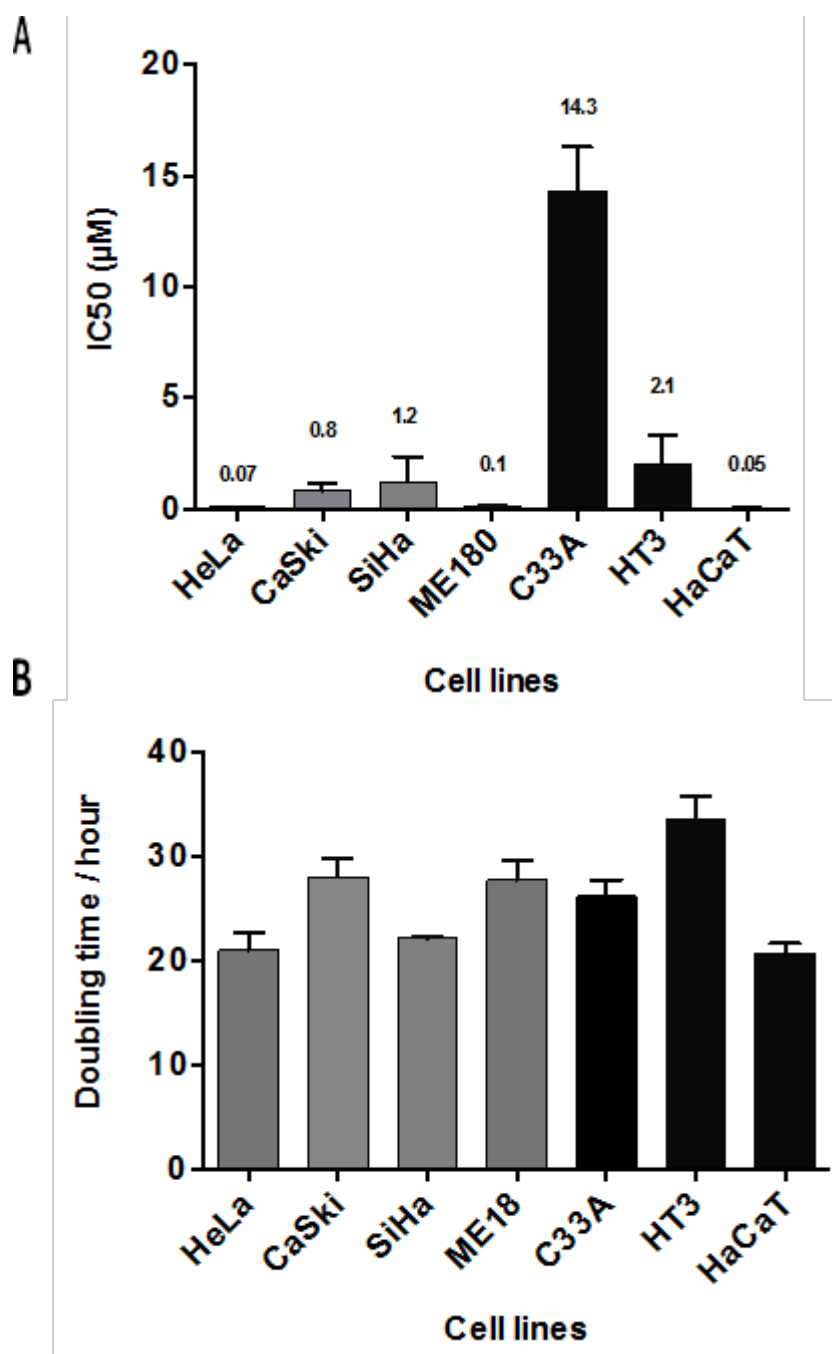 A
20
15
10
5
0
IC50 (µM)
0.07
0.8
1.2
0.1
14.3
2.1
0.05
HeLa
CaSki
SiHa
ME180
C33A
HT3
HaCaT
Cell lines
B
40
30
20
10
0
Doubling time / hour
HeLa
CaSki
SiHa
ME18
C33A
HT3
HaCaT
Cell lines